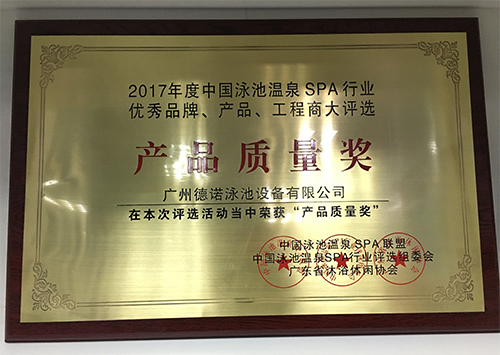 2017年度中国泳池温泉SPA行业
优秀品牌、产品、工程商大评选
产品质量奖
广州德诺泳池设备有限公司
在本次评选活动当中荣获“产品质量奖”
中国泳池温泉SPA联盟
中国泳池温泉SPA行业评选组委会
广东省沐浴休闲协会